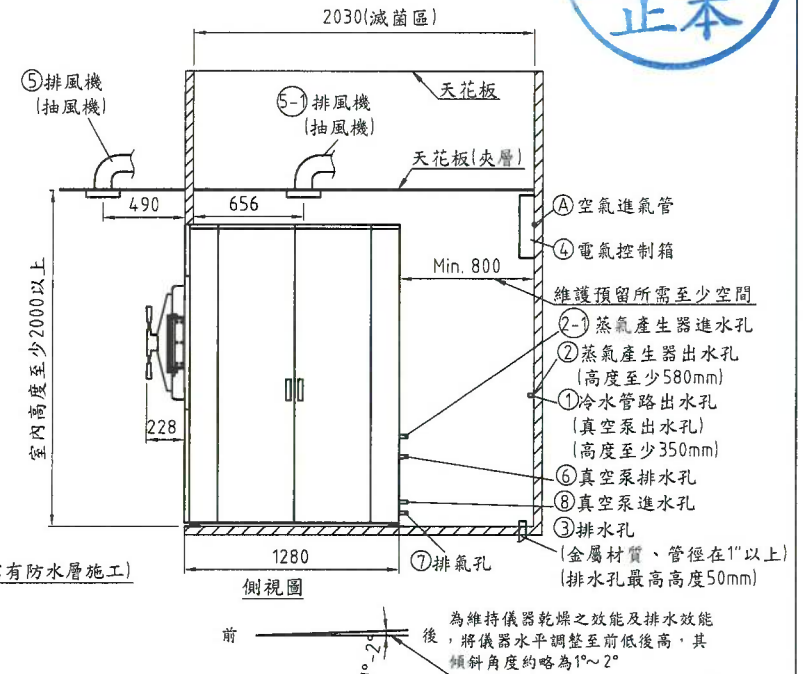 正本
2030(滅菌區)
⑤排風機
(抽風機)
⑤-1排風機
(抽風機)
天花板
天花板(夾層)
490
656
Ⓐ空氣進氣管
④電氣控制箱
Min. 800
維護預留所需至少空間
室內高度至少2000以上
②-1蒸氣產生器進水孔
②蒸氣產生器出水孔
(高度至少580mm)
①冷水管路出水孔
(真空泵出水孔)
(高度至少350mm)
228
⑥真空泵排水孔
⑧真空泵進水孔
③排水孔
(金屬材質、管徑在1"以上)
(排水孔最高高度50mm)
1280
⑦排氣孔
有防水層施工)
側視圖
前
後
1°-2°
為維持儀器乾燥之效能及排水效能
,將儀器水平調整至前低後高,其
傾斜角度約略為1°~2°